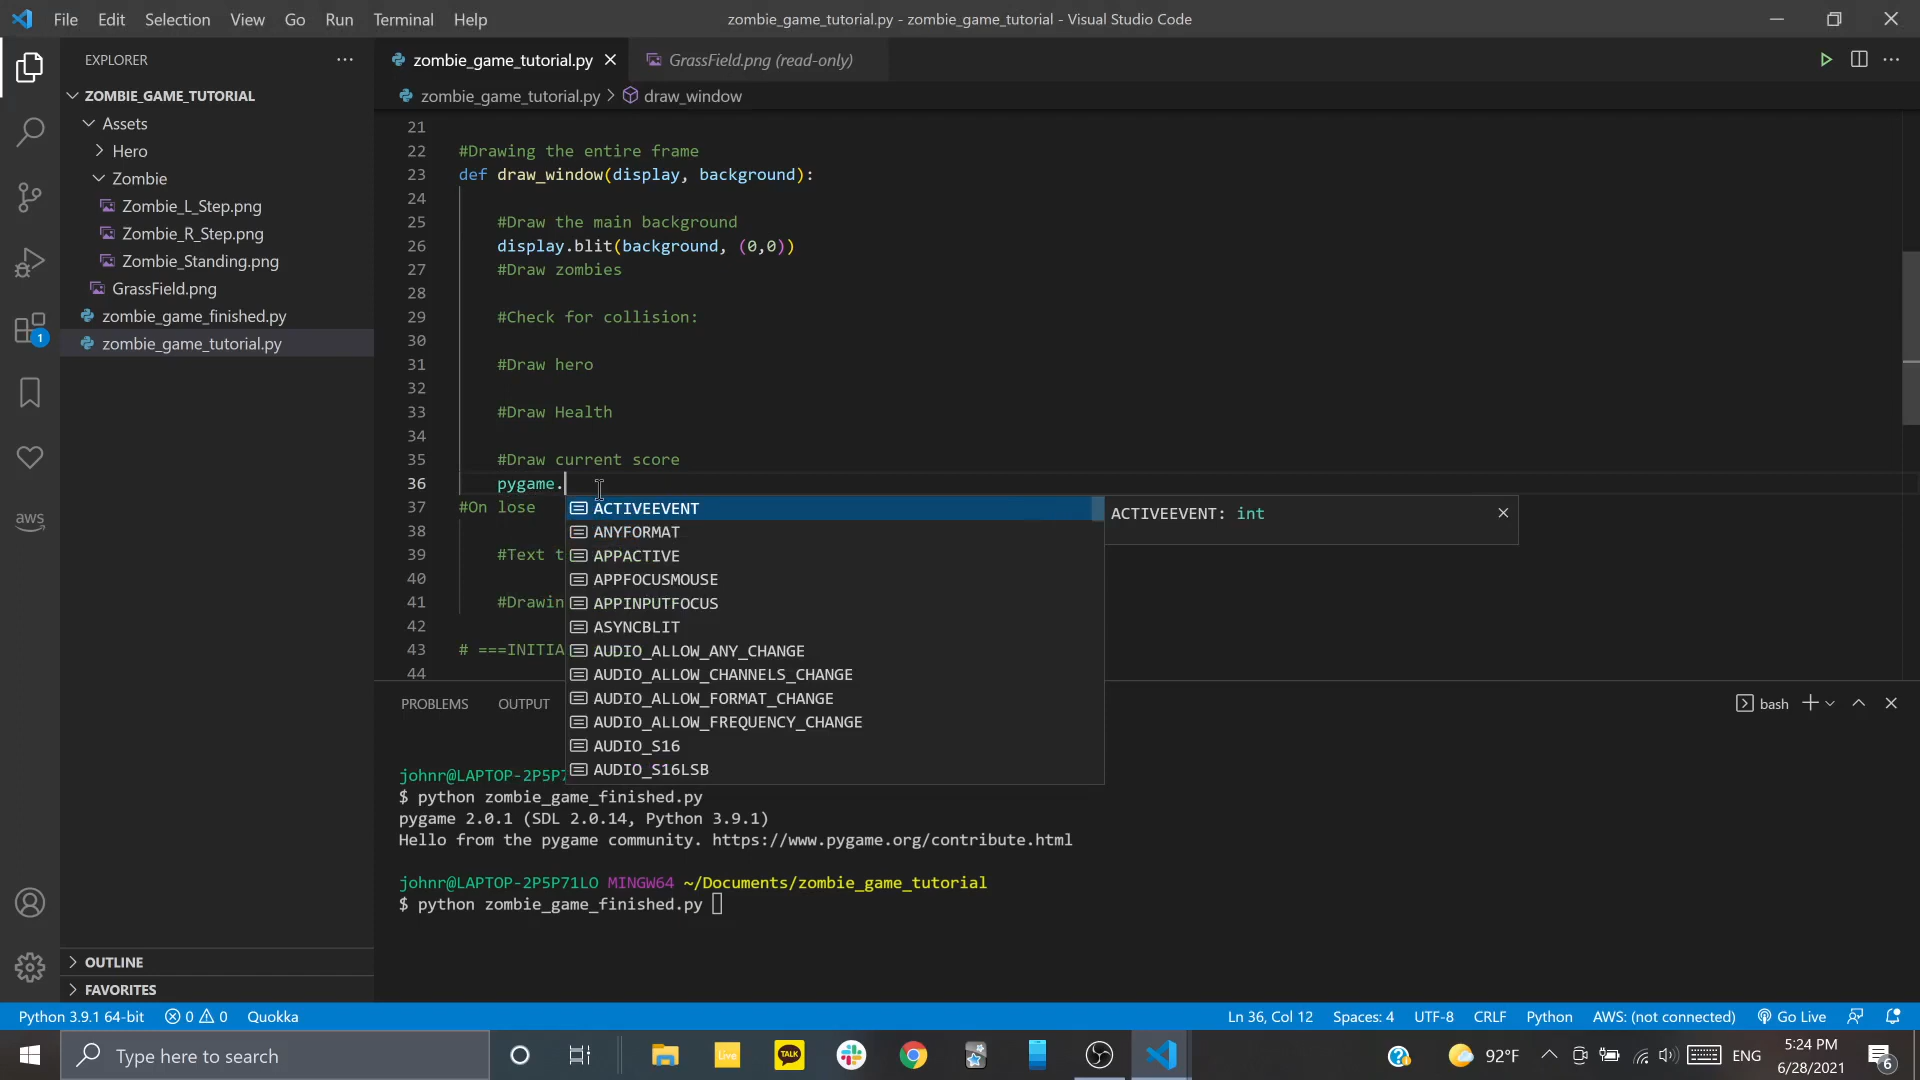 File Edit Selection View Go Run Terminal Help
zombie_game_tutorial.py - zombie_game_tutorial - Visual Studio Code
EXPLORER
ZOMBIE_GAME_TUTORIAL
Assets
Hero
Zombie
Zombie_L_Step.png
Zombie_R_Step.png
Zombie_Standing.png
GrassField.png
zombie_game_finished.py
zombie_game_tutorial.py
OUTLINE
FAVORITES
1
aws
zombie_game_tutorial.py
GrassField.png (read-only)
zombie_game_tutorial.py > draw_window
21
22 #Drawing the entire frame
23 def draw_window(display, background):
24
25 #Draw the main background
26 display.blit(background, (0,0))
27 #Draw zombies
28
29 #Check for collision:
30
31 #Draw hero
32
33 #Draw Health
34
35 #Draw current score
36 pygame.
37 #On lose
38
39 #Text t
40
41 #Drawin
42
43 # ===INITIA
44
ACTIVEEVENT
ANYFORMAT
APPACTIVE
APPFOCUSMOUSE
APPINPUTFOCUS
ASYNCBLIT
AUDIO_ALLOW_ANY_CHANGE
AUDIO_ALLOW_CHANNELS_CHANGE
AUDIO_ALLOW_FORMAT_CHANGE
AUDIO_ALLOW_FREQUENCY_CHANGE
AUDIO_S16
AUDIO_S16LSB
ACTIVEEVENT: int
PROBLEMS OUTPUT
bash
johnr@LAPTOP-2P5P7
$ python zombie_game_finished.py
pygame 2.0.1 (SDL 2.0.14, Python 3.9.1)
Hello from the pygame community. https://www.pygame.org/contribute.html
johnr@LAPTOP-2P5P71LO MINGW64 ~/Documents/zombie_game_tutorial
$ python zombie_game_finished.py
Python 3.9.1 64-bit 0 0 Quokka
Ln 36, Col 12 Spaces: 4 UTF-8 CRLF Python AWS: (not connected) Go Live
Type here to search
live
TALK
92°F
ENG
5:24 PM
6/28/2021
6